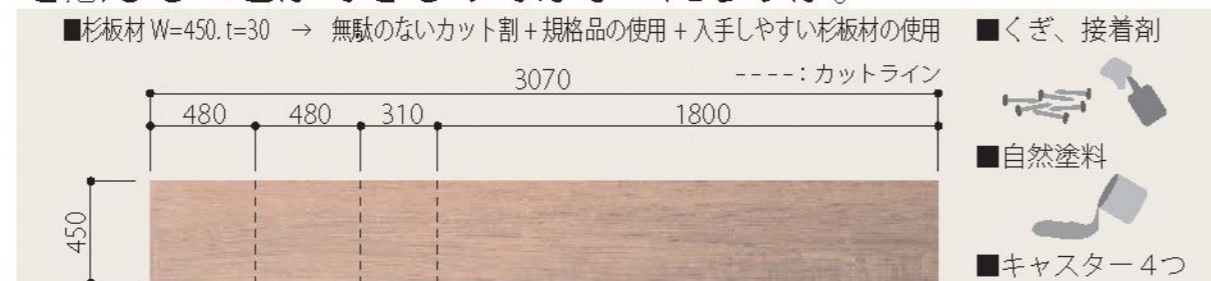 ■杉板材 W=450. t=30 → 無駄のないカット割 + 規格品の使用 + 入手しやすい杉板材の使用
3070
----：カットライン
480 480 310 1800
450
■くぎ、接着剤
■自然塗料
■キャスター４つ